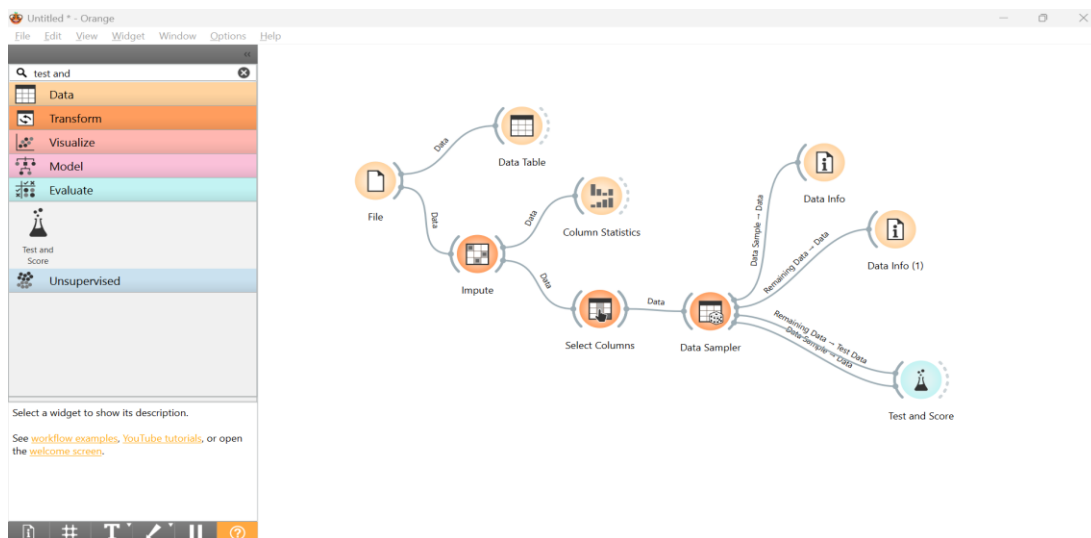 Untitled * - Orange
File Edit View Widget Window Options Help
test and
Data
Transform
Visualize
Model
Evaluate
Test and
Score
Unsupervised
Select a widget to show its description.
See workflow examples, YouTube tutorials, or open
the welcome screen.
File
Data
Data Table
Data
Impute
Data
Column Statistics
Data
Select Columns
Data
Data Sampler
Data Sample → Data
Data Info
Remaining Data → Data
Data Info (1)
Remaining Data → Test Data
Data Sample → Data
Test and Score